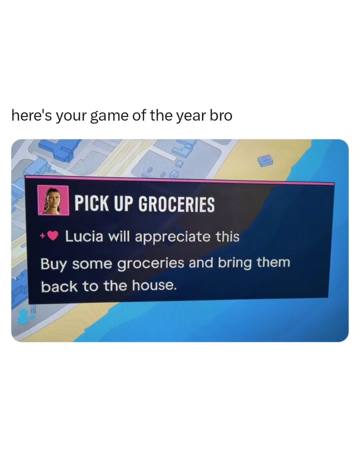 here's your game of the year bro
PICK UP GROCERIES
+ Lucia will appreciate this
Buy some groceries and bring them
back to the house.